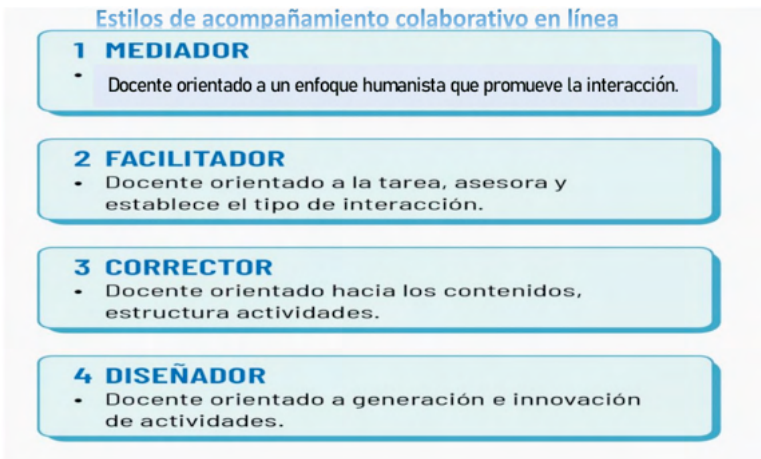 Estilos de acompañamiento colaborativo en línea
1 MEDIADOR
• Docente orientado a un enfoque humanista que promueve la interacción.
2 FACILITADOR
• Docente orientado a la tarea, asesora y
establece el tipo de interacción.
3 CORRECTOR
• Docente orientado hacia los contenidos,
estructura actividades.
4 DISEÑADOR
• Docente orientado a generación e innovación
de actividades.